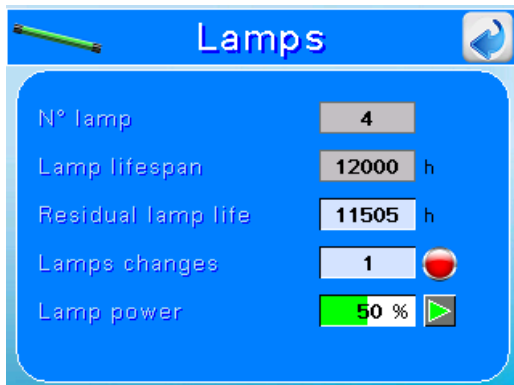 Lamps
N° lamp 4
Lamp lifespan 12000 h
Residual lamp life 11505 h
Lamps changes 1
Lamp power 50 %